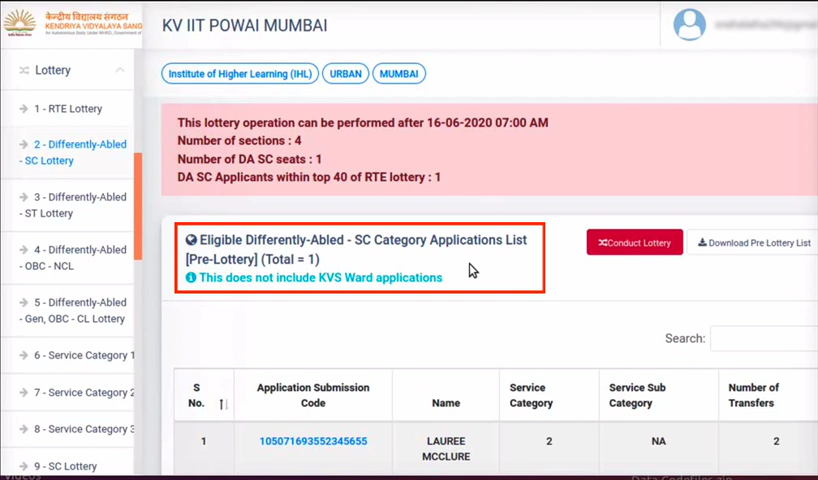 केन्द्रीय विद्यालय संगठन
KENDRIYA VIDYALAYA SANG
KV IIT POWAI MUMBAI
Institute of Higher Learning (IHL)
URBAN
MUMBAI
Lottery
1 - RTE Lottery
2 - Differently-Abled
- SC Lottery
3 - Differently-Abled
- ST Lottery
4 - Differently-Abled
- OBC - NCL
5 - Differently-Abled
- Gen, OBC - CL Lottery
6 - Service Category 1
7 - Service Category 2
8 - Service Category 3
9 - SC Lottery
This lottery operation can be performed after 16-06-2020 07:00 AM
Number of sections : 4
Number of DA SC seats : 1
DA SC Applicants within top 40 of RTE lottery : 1
Eligible Differently-Abled - SC Category Applications List
[Pre-Lottery] (Total = 1)
This does not include KVS Ward applications
Conduct Lottery
Download Pre Lottery List
Search:
S No.
Application Submission Code
Name
Service Category
Service Sub Category
Number of Transfers
1
105071693552345655
LAUREE MCCLURE
2
NA
2